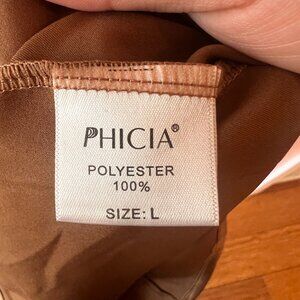 PHICIA®
POLYESTER
100%
SIZE: L